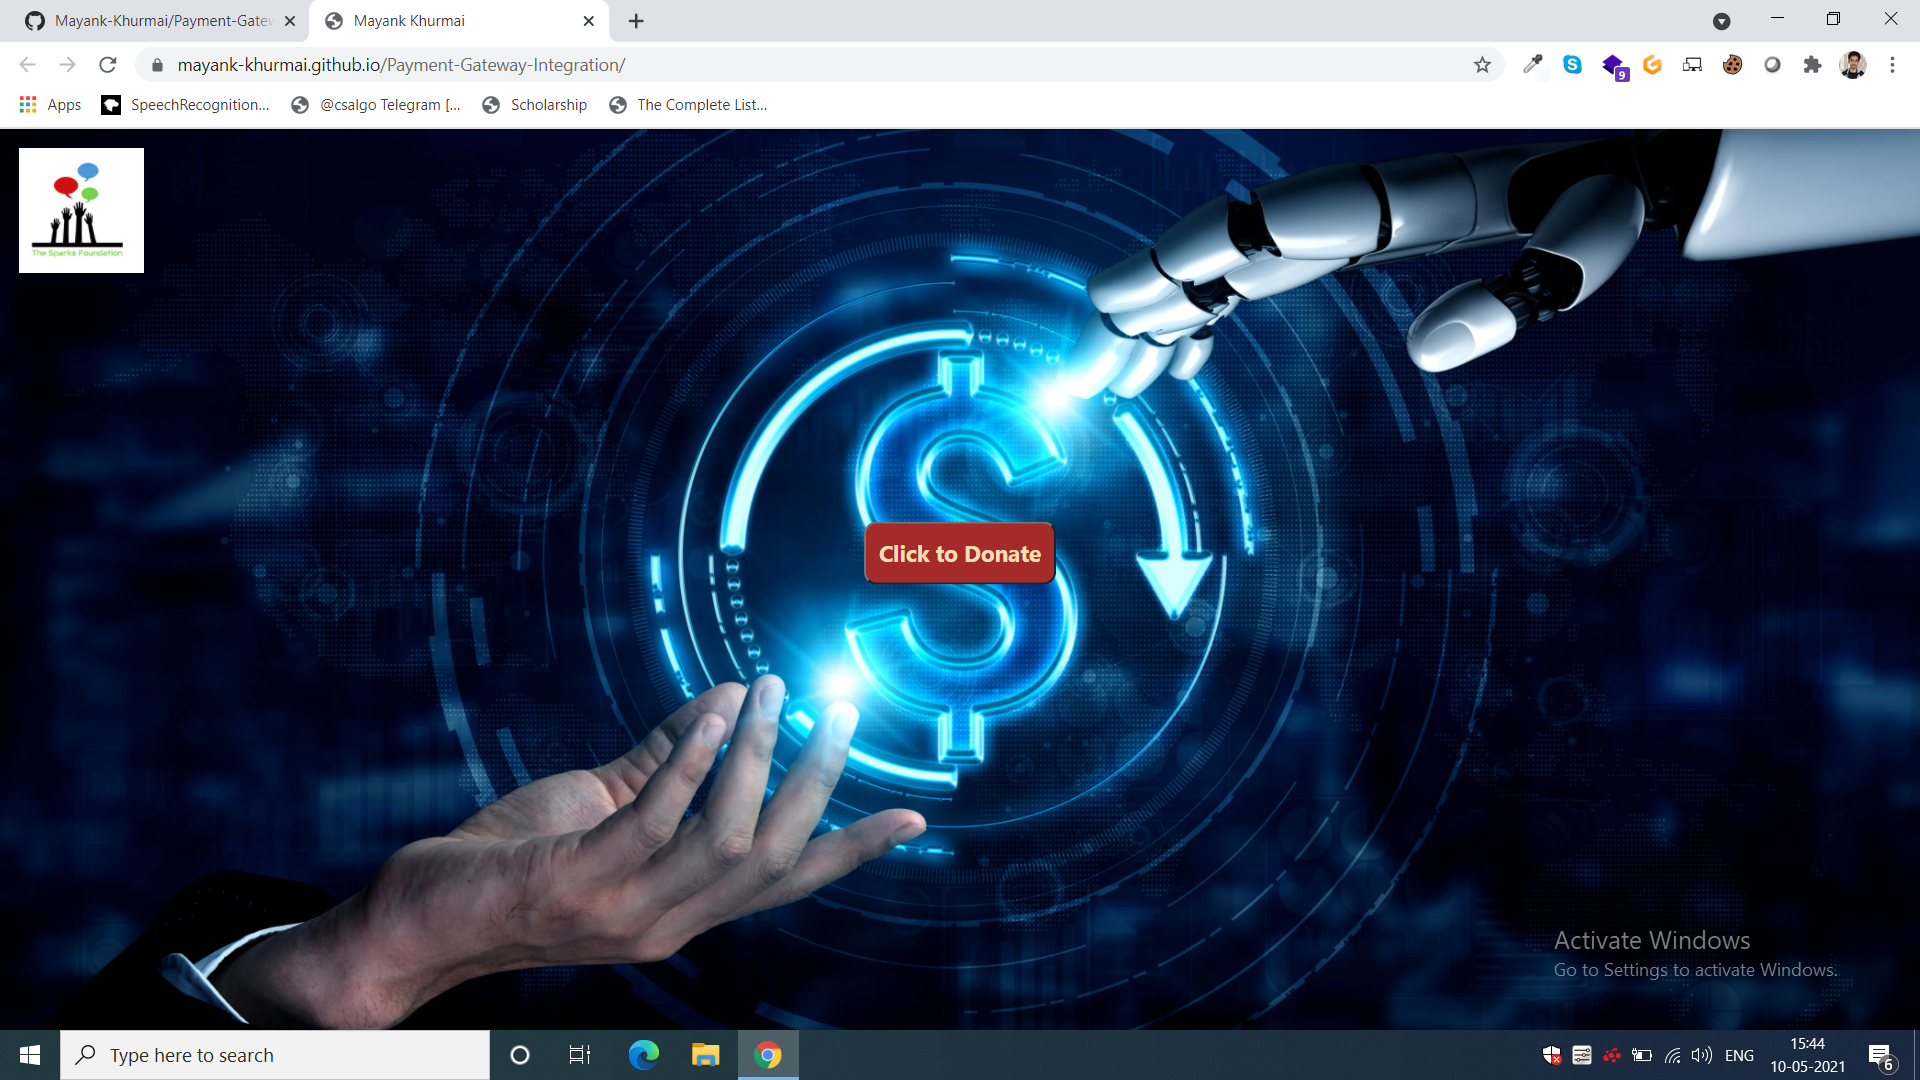 Mayank-Khurmai/Payment-Gatew
Mayank Khurmai
mayank-khurmai.github.io/Payment-Gateway-Integration/
9
Apps
SpeechRecognition...
@csalgo Telegram [...
Scholarship
The Complete List...
The Sparks Foundation
Click to Donate
Activate Windows
Go to Settings to activate Windows.
Type here to search
ENG
15:44
10-05-2021
6